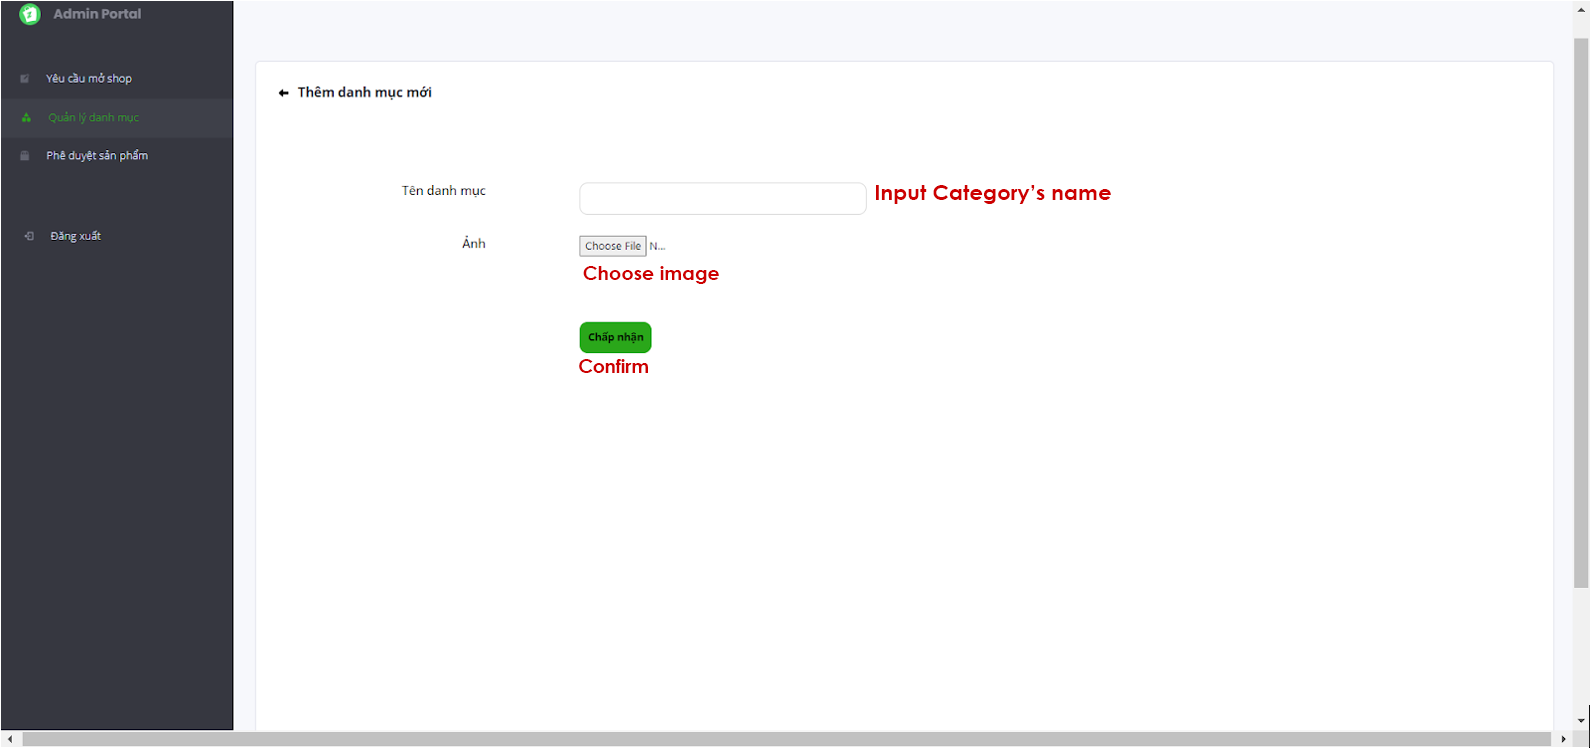 Admin Portal
Yêu cầu mở shop
Quản lý danh mục
Phê duyệt sản phẩm
Đăng xuất
Thêm danh mục mới
Tên danh mục
Input Category’s name
Ảnh
Choose File N...
Choose image
Chấp nhận
Confirm